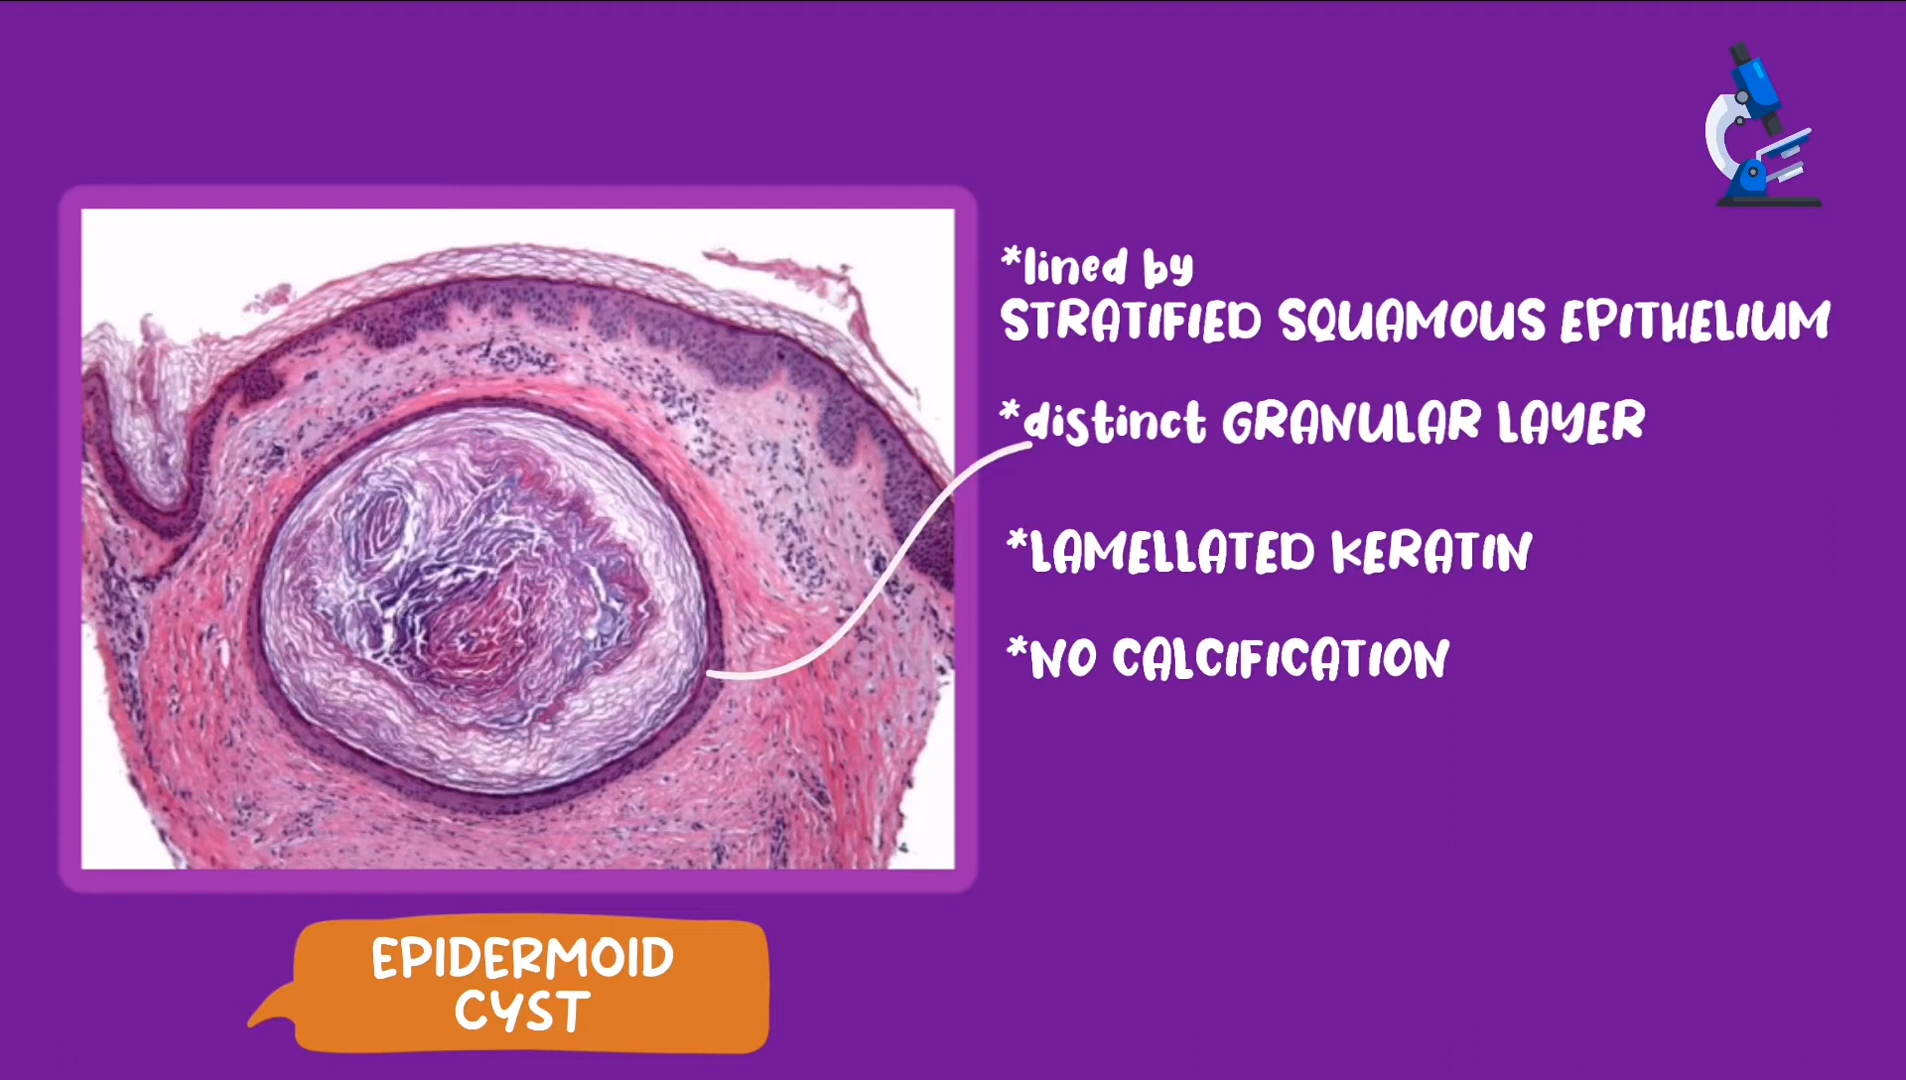 *lined by
STRATIFIED SQUAMOUS EPITHELIUM
*distinct GRANULAR LAYER
*LAMELLATED KERATIN
*NO CALCIFICATION
EPIDERMOID
CYST